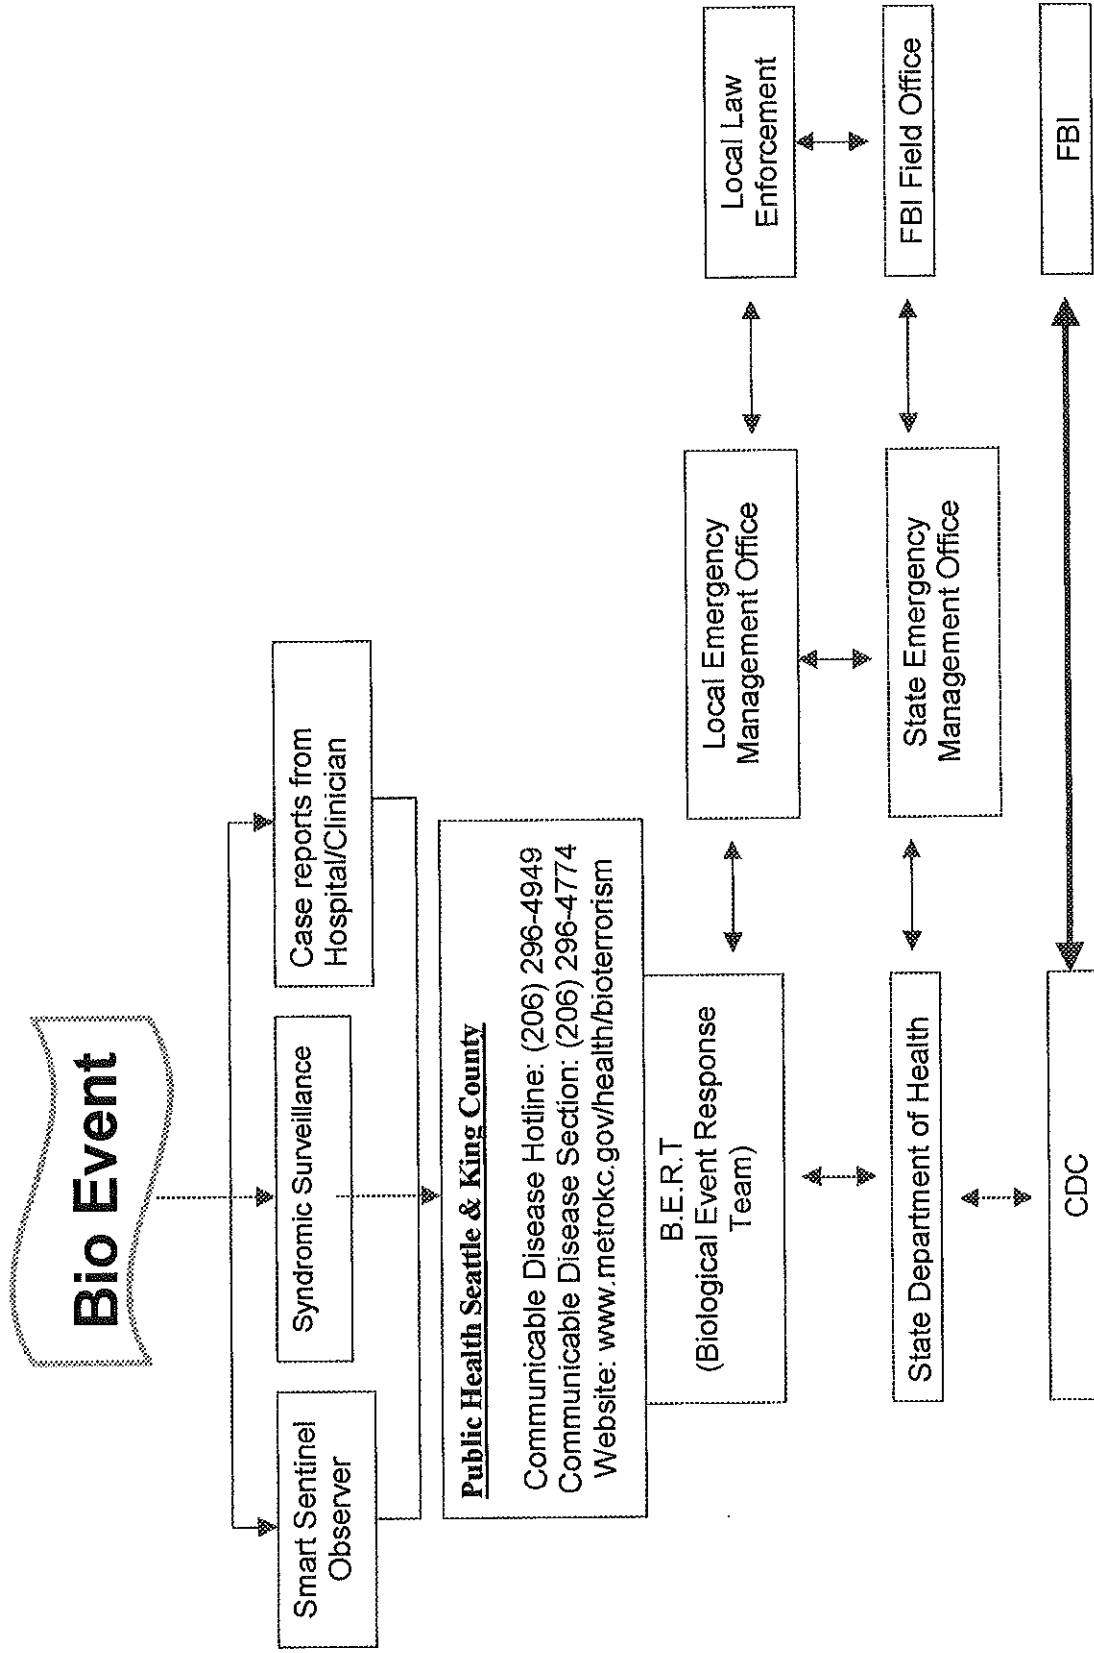 Bio Event
Smart Sentinel
Observer
Syndromic Surveillance
Case reports from
Hospital/Clinician
Public Health Seattle & King County
Communicable Disease Hotline: (206) 296-4949
Communicable Disease Section: (206) 296-4774
Website: www.metrokc.gov/health/bioterrorism
B.E.R.T
(Biological Event Response
Team)
Local Emergency
Management Office
Local Law
Enforcement
State Department of Health
State Emergency
Management Office
FBI Field Office
CDC
FBI